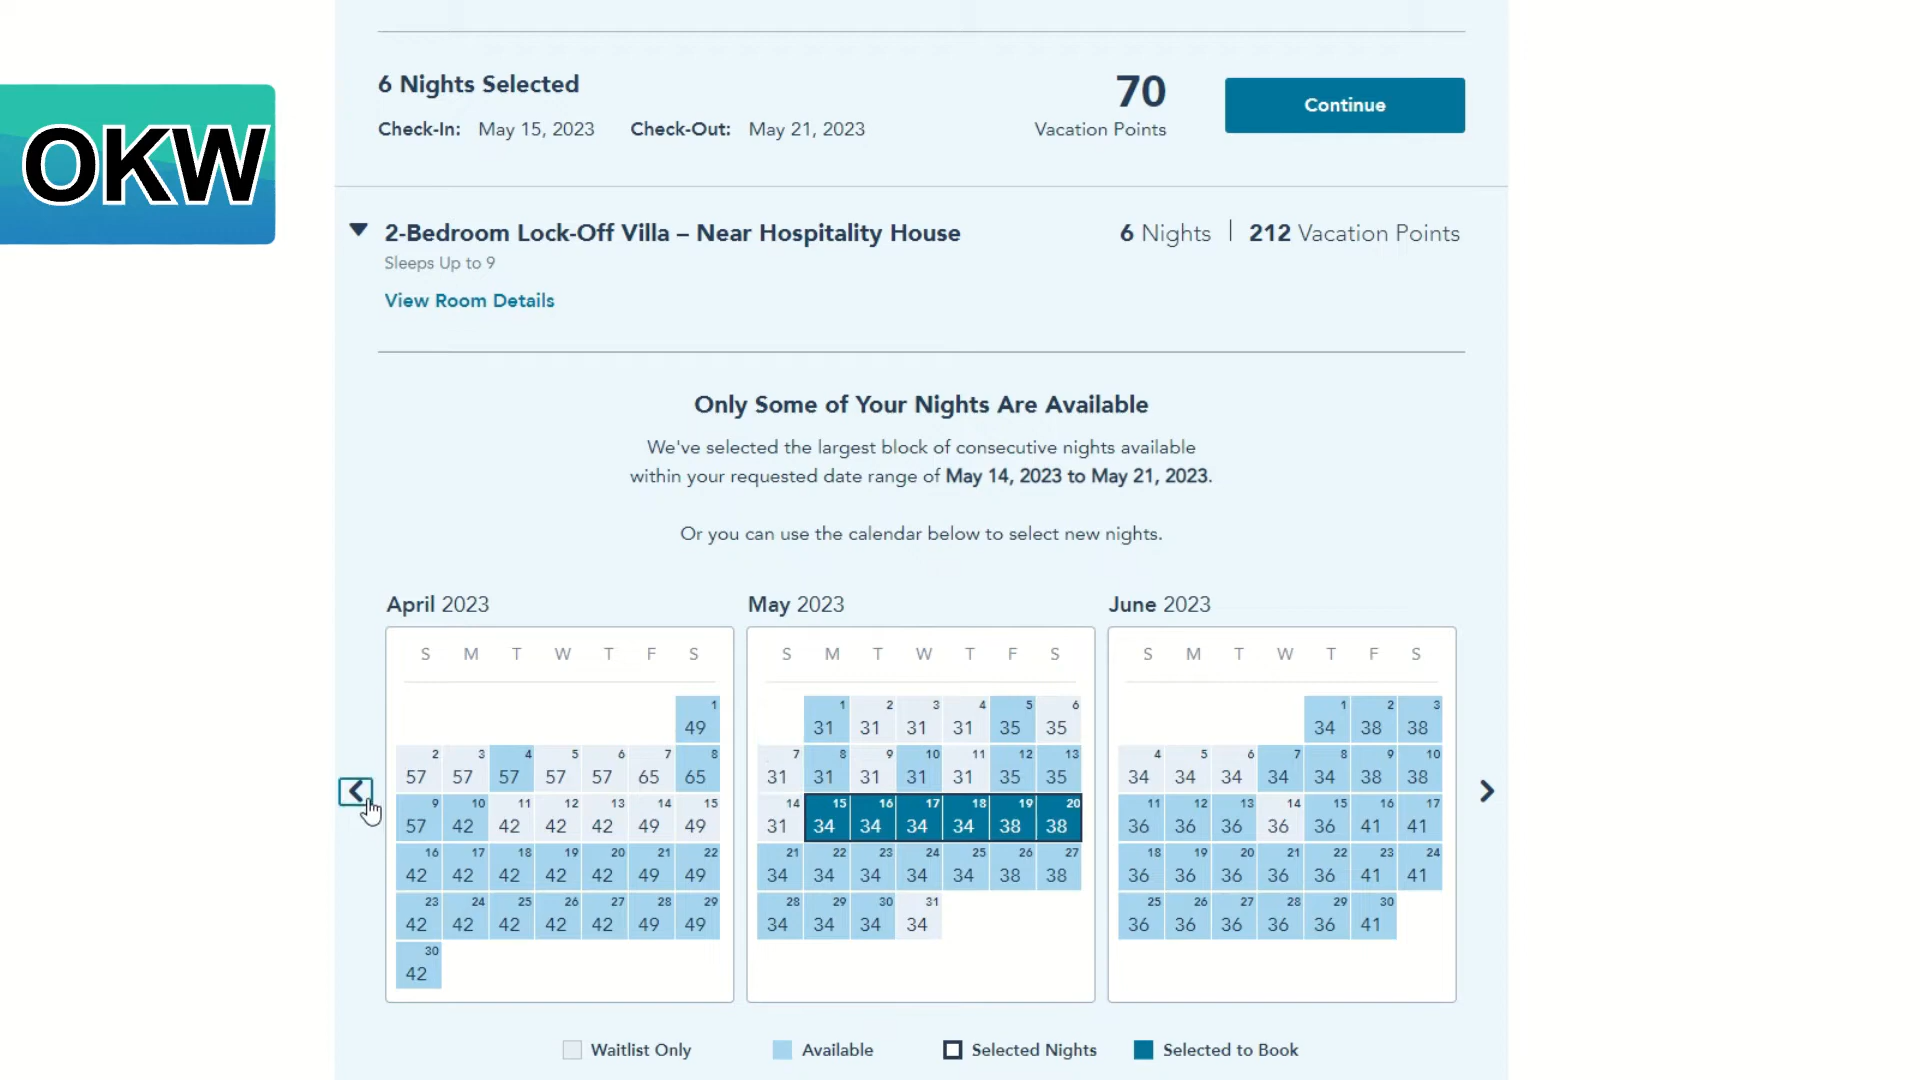 OKW
6 Nights Selected
Check-In: May 15, 2023 Check-Out: May 21, 2023
70
Vacation Points
Continue
2-Bedroom Lock-Off Villa – Near Hospitality House
6 Nights | 212 Vacation Points
Sleeps Up to 9
View Room Details
Only Some of Your Nights Are Available
We've selected the largest block of consecutive nights available
within your requested date range of May 14, 2023 to May 21, 2023.
Or you can use the calendar below to select new nights.
April 2023
S M T W T F S
1
49
2 3 4 5 6 7 8
57 57 57 57 57 65 65
9 10 11 12 13 14 15
57 42 42 42 42 49 49
16 17 18 19 20 21 22
42 42 42 42 42 49 49
23 24 25 26 27 28 29
42 42 42 42 42 49 49
30
42
May 2023
S M T W T F S
1 2 3 4 5 6
31 31 31 31 35 35
7 8 9 10 11 12 13
31 31 31 31 31 35 35
14 15 16 17 18 19 20
31 34 34 34 34 38 38
21 22 23 24 25 26 27
34 34 34 34 34 38 38
28 29 30 31
34 34 34 34
June 2023
S M T W T F S
1 2 3
34 38 38
4 5 6 7 8 9 10
34 34 34 34 34 38 38
11 12 13 14 15 16 17
36 36 36 36 36 41 41
18 19 20 21 22 23 24
36 36 36 36 36 41 41
25 26 27 28 29 30
36 36 36 36 36 41
Waitlist Only Available Selected Nights Selected to Book